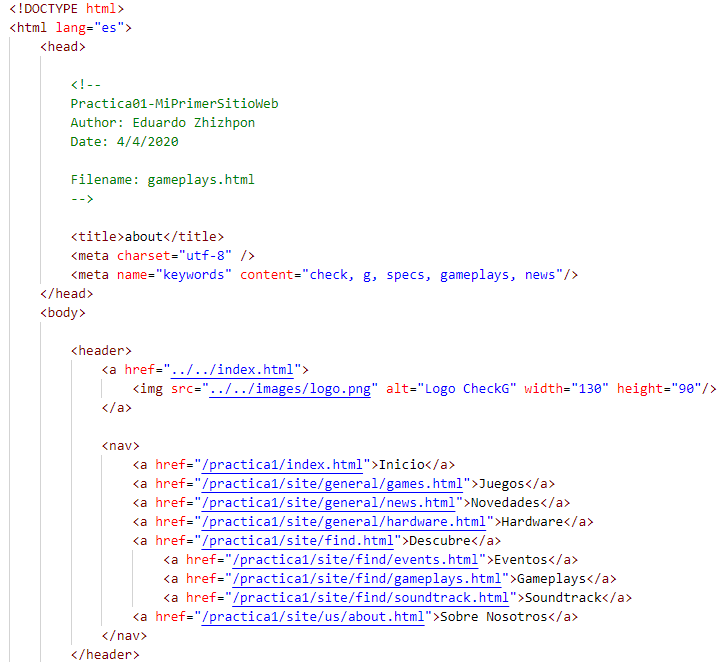 <!DOCTYPE html>
<html lang="es">
<head>
<!--
Practica01-MiPrimerSitioWeb
Author: Eduardo Zhizhpon
Date: 4/4/2020
Filename: gameplays.html
-->
<title>about</title>
<meta charset="utf-8" />
<meta name="keywords" content="check, g, specs, gameplays, news"/>
</head>
<body>
<header>
<a href="../../index.html">
<img src="../../images/logo.png" alt="Logo CheckG" width="130" height="90"/>
</a>
<nav>
<a href="/practica1/index.html">Inicio</a>
<a href="/practica1/site/general/games.html">Juegos</a>
<a href="/practica1/site/general/news.html">Novedades</a>
<a href="/practica1/site/general/hardware.html">Hardware</a>
<a href="/practica1/site/find.html">Descubre</a>
<a href="/practica1/site/find/events.html">Eventos</a>
<a href="/practica1/site/find/gameplays.html">Gameplays</a>
<a href="/practica1/site/find/soundtrack.html">Soundtrack</a>
<a href="/practica1/site/us/about.html">Sobre Nosotros</a>
</nav>
</header>